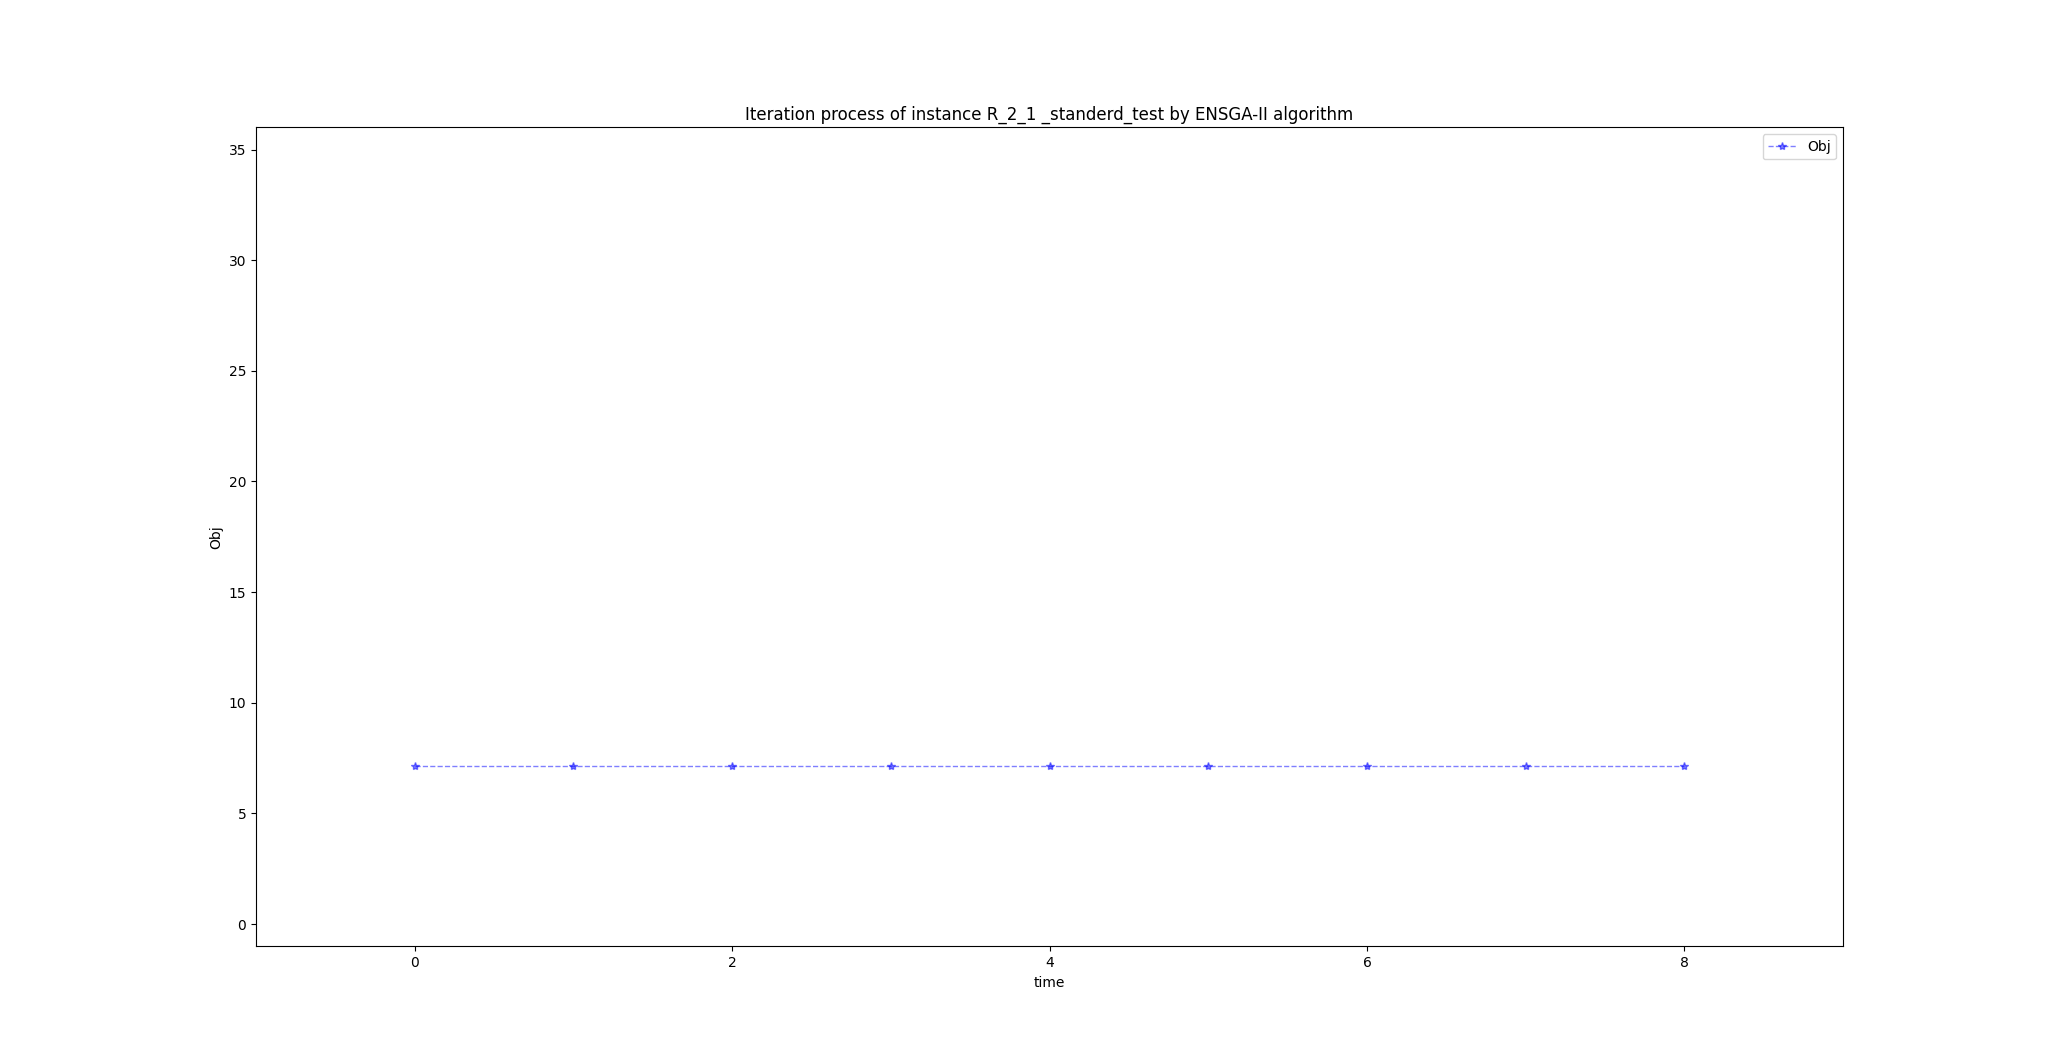 Iteration process of instance R_2_1 _standerd_test by ENSGA-II algorithm
Obj
35
30
25
20
15
10
5
0
Obj
0 2 4 6 8
time